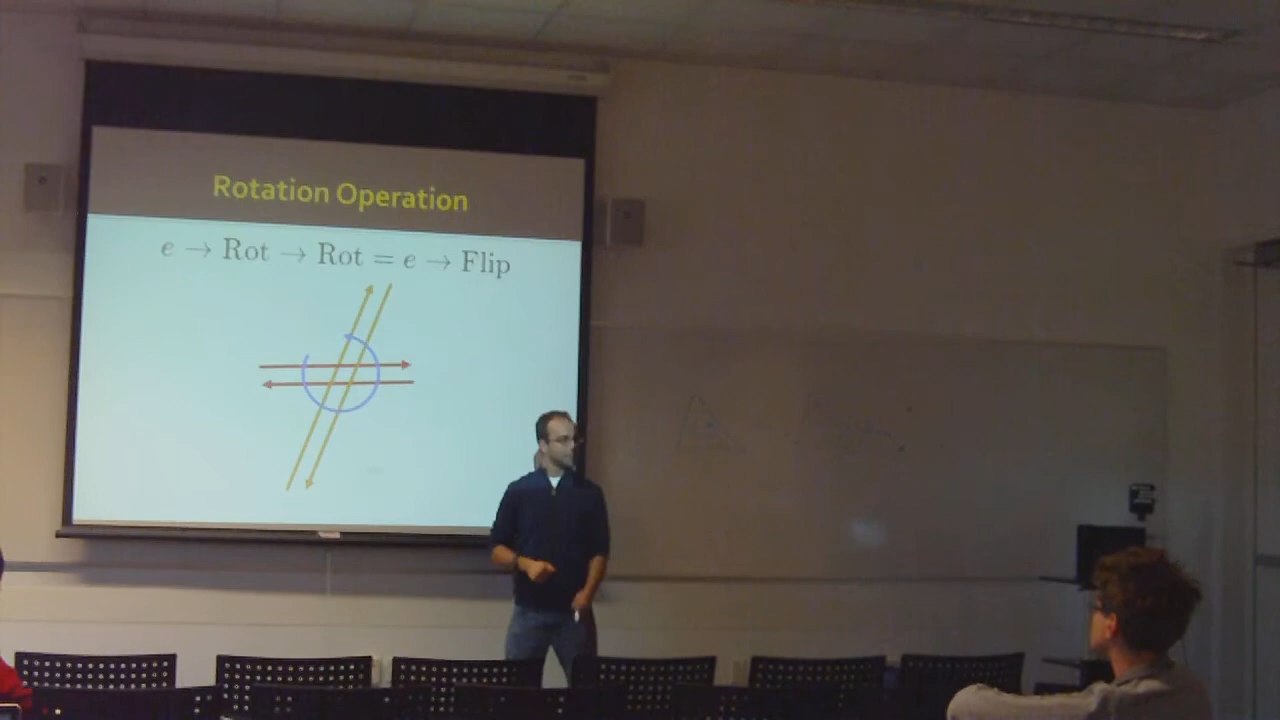 Rotation Operation
e → Rot → Rot = e → Flip